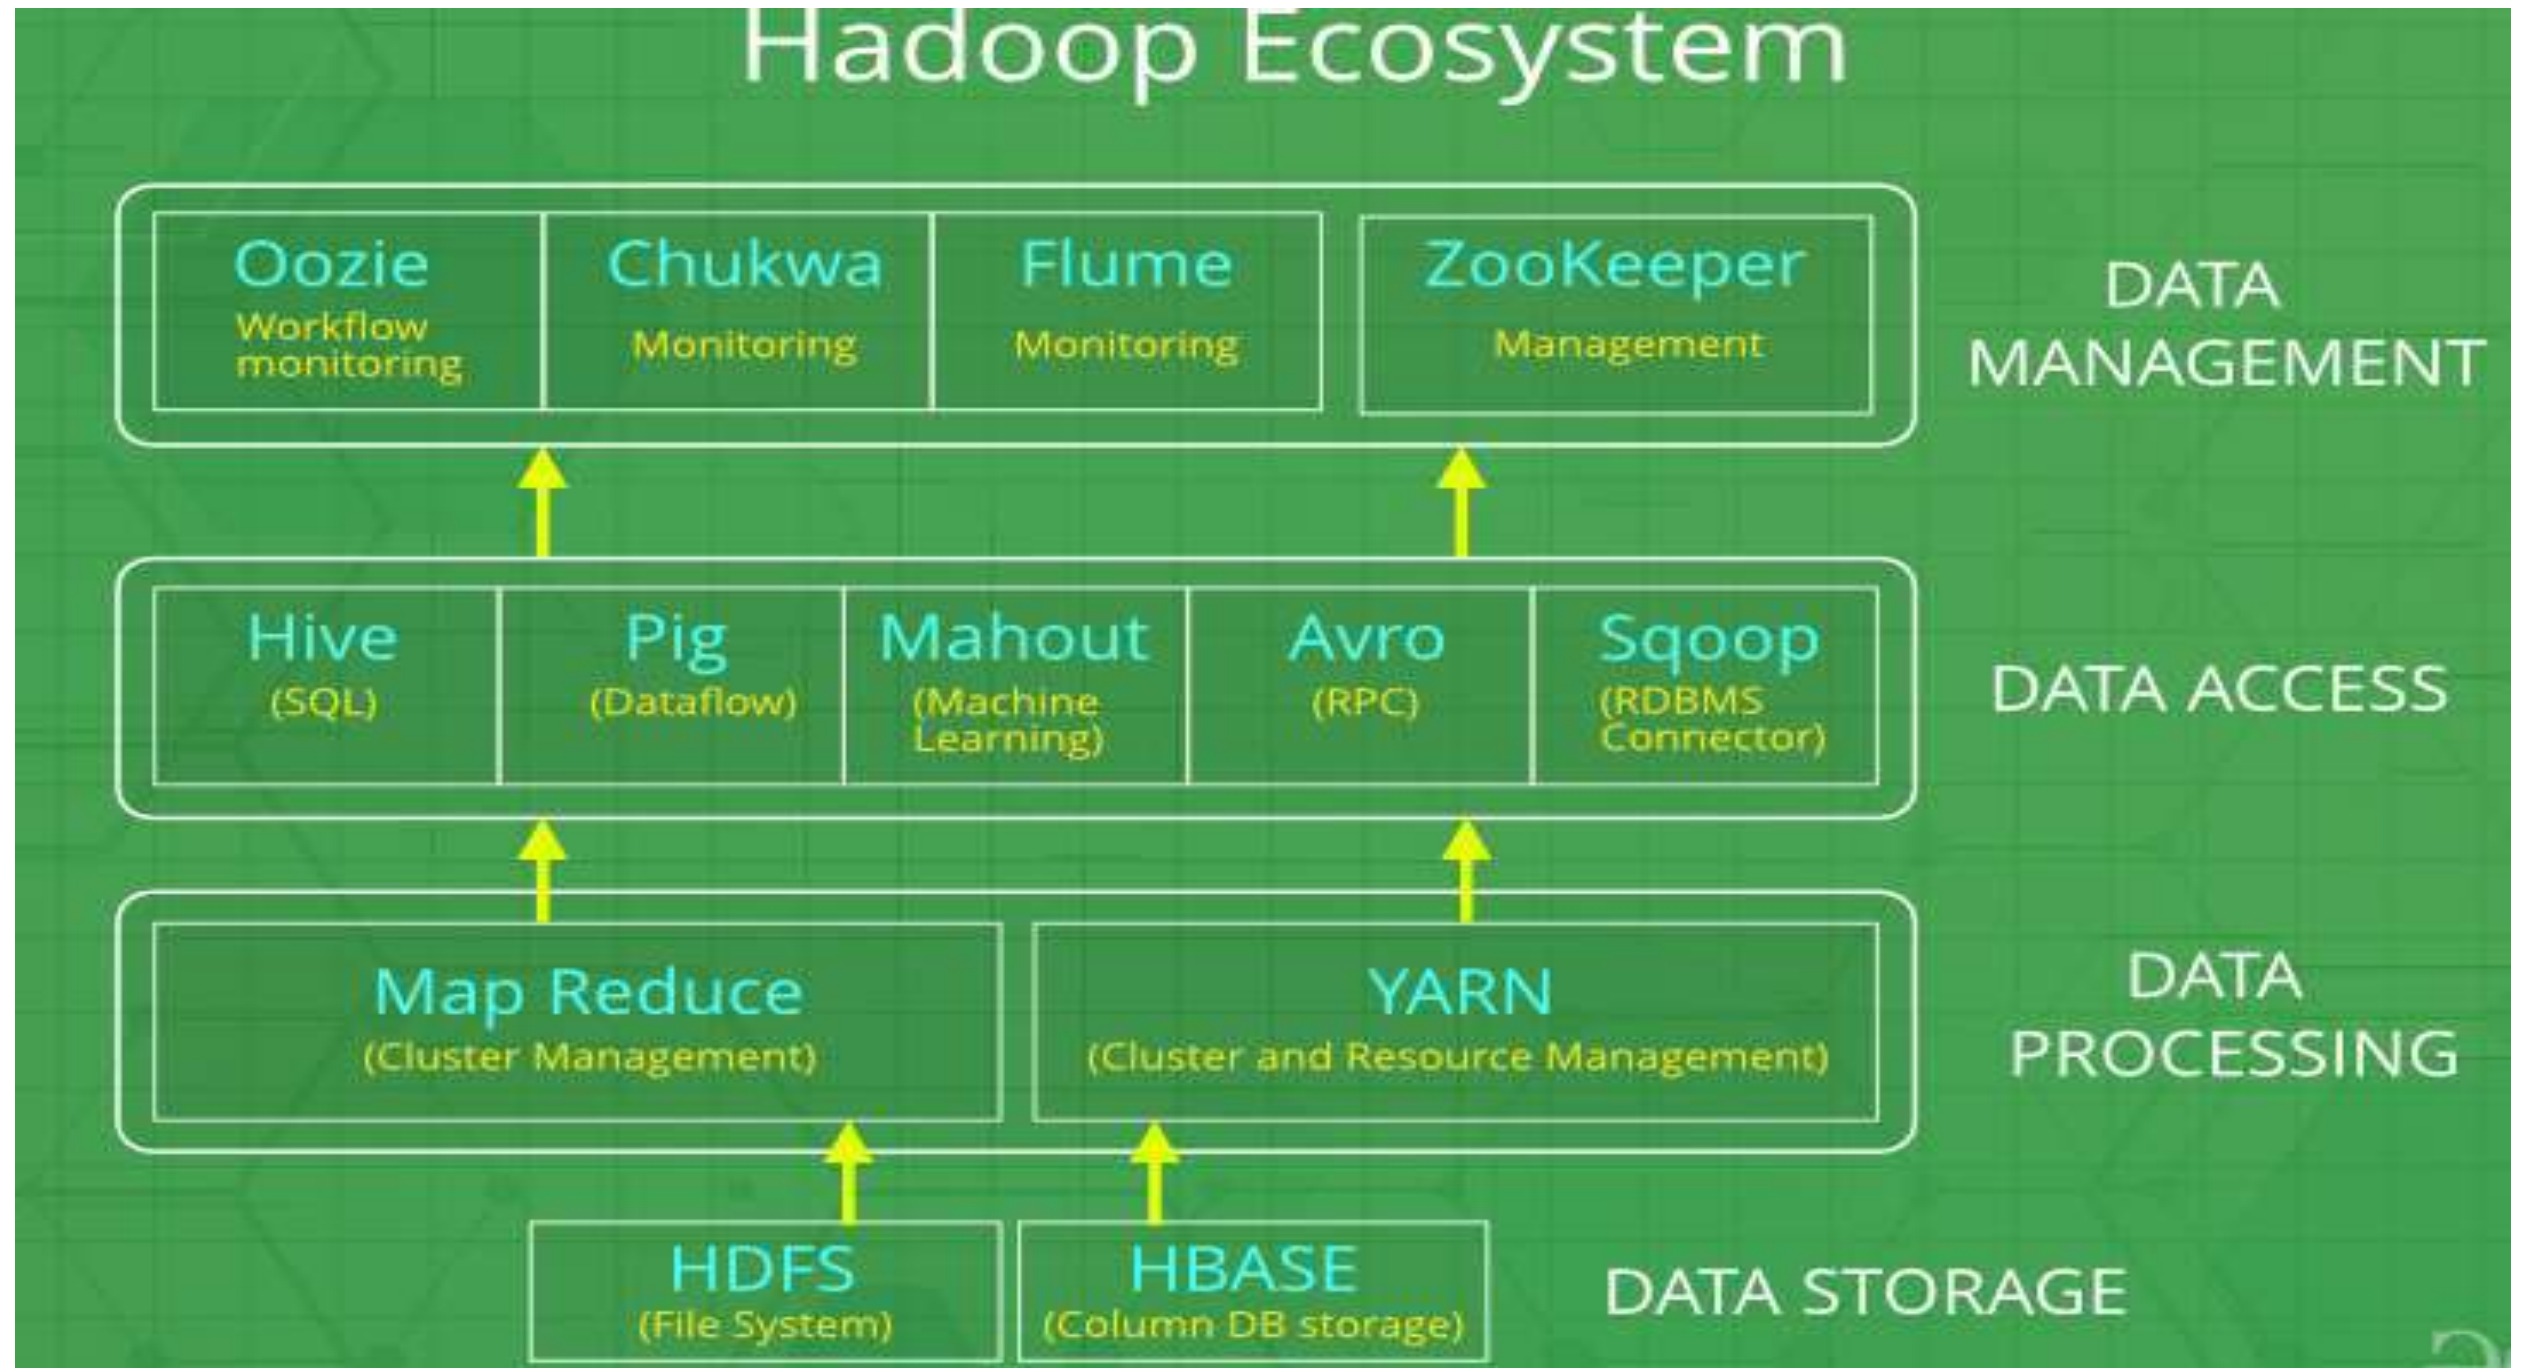 Hadoop Ecosystem
Oozie
Workflow
monitoring
Chukwa
Monitoring
Flume
Monitoring
ZooKeeper
Management
DATA
MANAGEMENT
Hive
(SQL)
Pig
(Dataflow)
Mahout
(Machine
Learning)
Avro
(RPC)
Sqoop
(RDBMS
Connector)
DATA ACCESS
Map Reduce
(Cluster Management)
YARN
(Cluster and Resource Management)
DATA
PROCESSING
HDFS
(File System)
HBASE
(Column DB storage)
DATA STORAGE